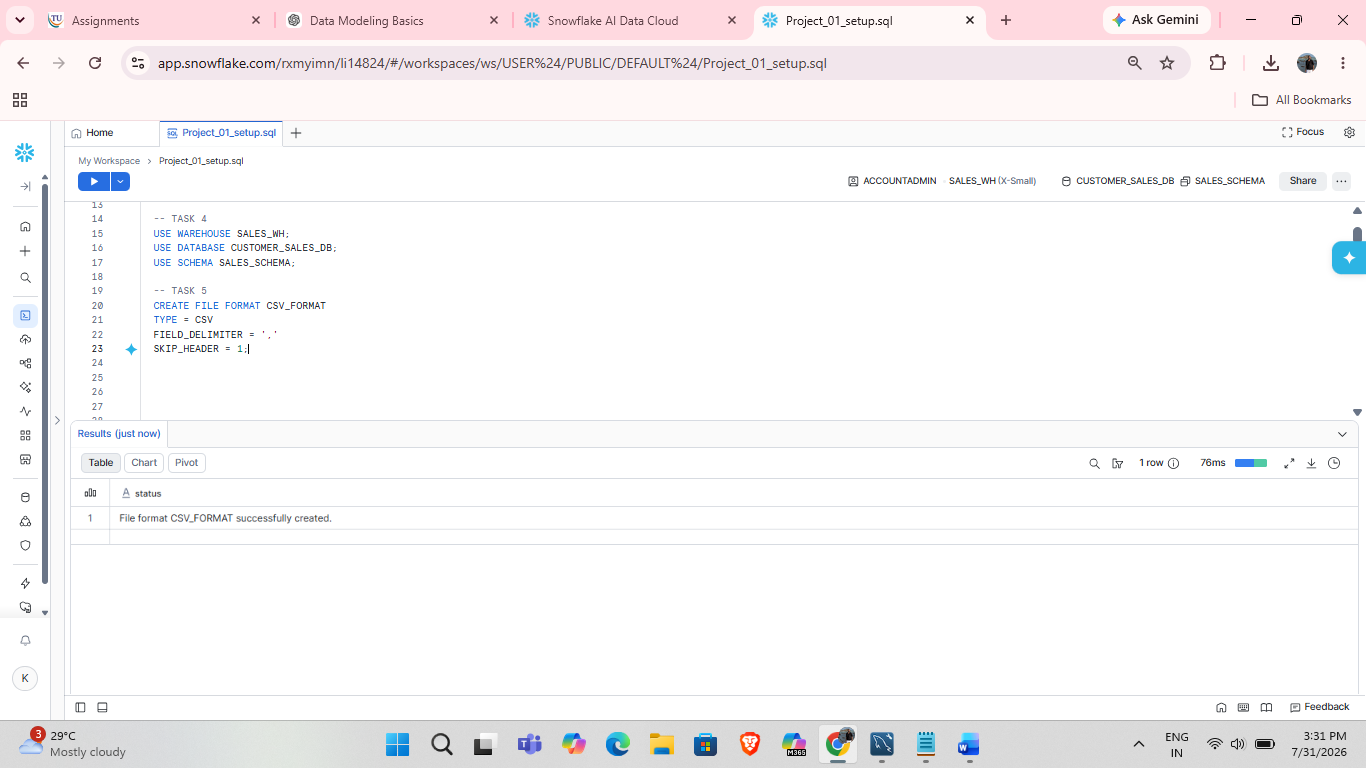 Assignments
Data Modeling Basics
Snowflake AI Data Cloud
Project_01_setup.sql
Ask Gemini
app.snowflake.com/rxmyimn/li14824/#/workspaces/ws/USER%24/PUBLIC/DEFAULT%24/Project_01_setup.sql
All Bookmarks
Home
Project_01_setup.sql
Focus
My Workspace > Project_01_setup.sql
ACCOUNTADMIN
SALES_WH (X-Small)
CUSTOMER_SALES_DB
SALES_SCHEMA
Share
13
14 -- TASK 4
15 USE WAREHOUSE SALES_WH;
16 USE DATABASE CUSTOMER_SALES_DB;
17 USE SCHEMA SALES_SCHEMA;
18
19 -- TASK 5
20 CREATE FILE FORMAT CSV_FORMAT
21 TYPE = CSV
22 FIELD_DELIMITER = ','
23 SKIP_HEADER = 1;
24
25
26
27
Results (just now)
Table Chart Pivot
1 row
76ms
status
1 File format CSV_FORMAT successfully created.
K
Feedback
3
29°C
Mostly cloudy
M365
ENG
IN
3:31 PM
7/31/2026